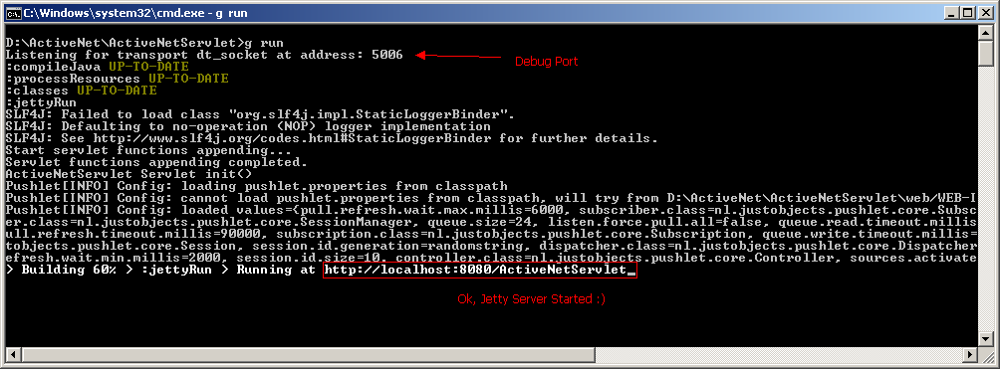 C:\Windows\system32\cmd.exe - g run
D:\ActiveNet\ActiveNetServlet>g run
Listening for transport dt_socket at address: 5006
Debug Port
:compileJava UP-TO-DATE
:processResources UP-TO-DATE
:classes UP-TO-DATE
:jettyRun
SLF4J: Failed to load class "org.slf4j.impl.StaticLoggerBinder".
SLF4J: Defaulting to no-operation (NOP) logger implementation
SLF4J: See http://www.slf4j.org/codes.html#StaticLoggerBinder for further details.
Start servlet functions appending...
Servlet functions appending completed.
ActiveNetServlet Servlet init()
Pushlet[INFO] Config: loading pushlet.properties from classpath
Pushlet[INFO] Config: cannot load pushlet.properties from classpath, will try from D:\ActiveNet\ActiveNetServlet\web/WEB-I
Pushlet[INFO] Config: loaded values={pull.refresh.wait.max.millis=6000, subscriber.class=nl.justobjects.pushlet.core.Subsc
er.class=nl.justobjects.pushlet.core.SessionManager, queue.size=24, listen.force.pull.all=false, queue.read.timeout.milli
ull.refresh.timeout.millis=90000, subscription.class=nl.justobjects.pushlet.core.Subscription, queue.write.timeout.millis=
tobjects.pushlet.core.Session, session.id.generation=randomstring, dispatcher.class=nl.justobjects.pushlet.core.Dispatcher
efresh.wait.min.millis=2000, session.id.size=10, controller.class=nl.justobjects.pushlet.core.Controller, sources.activate
> Building 60% > :jettyRun > Running at http://localhost:8080/ActiveNetServlet_
Ok, Jetty Server Started :)